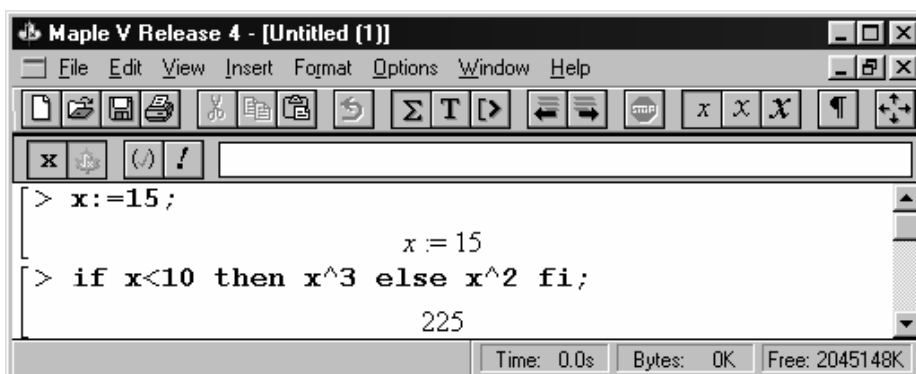 Maple V Release 4 - [Untitled (1)]
File Edit View Insert Format Options Window Help
Σ T [> STOP x x x ¶
x (√) !
[> x:=15;
x := 15
[> if x<10 then x^3 else x^2 fi;
225
Time: 0.0s Bytes: 0K Free: 2045148K